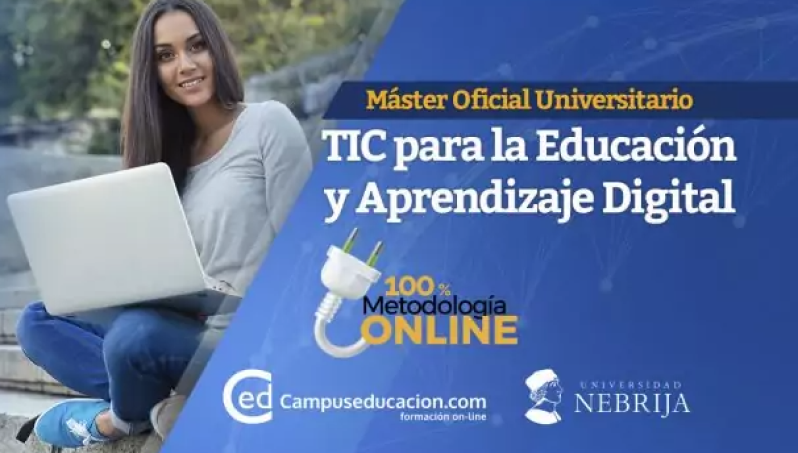 Máster Oficial Universitario
TIC para la Educación
y Aprendizaje Digital
100%
Metodología
ONLINE
Ced Campuseducacion.com
formación on-line
UNIVERSIDAD
NEBRIJA